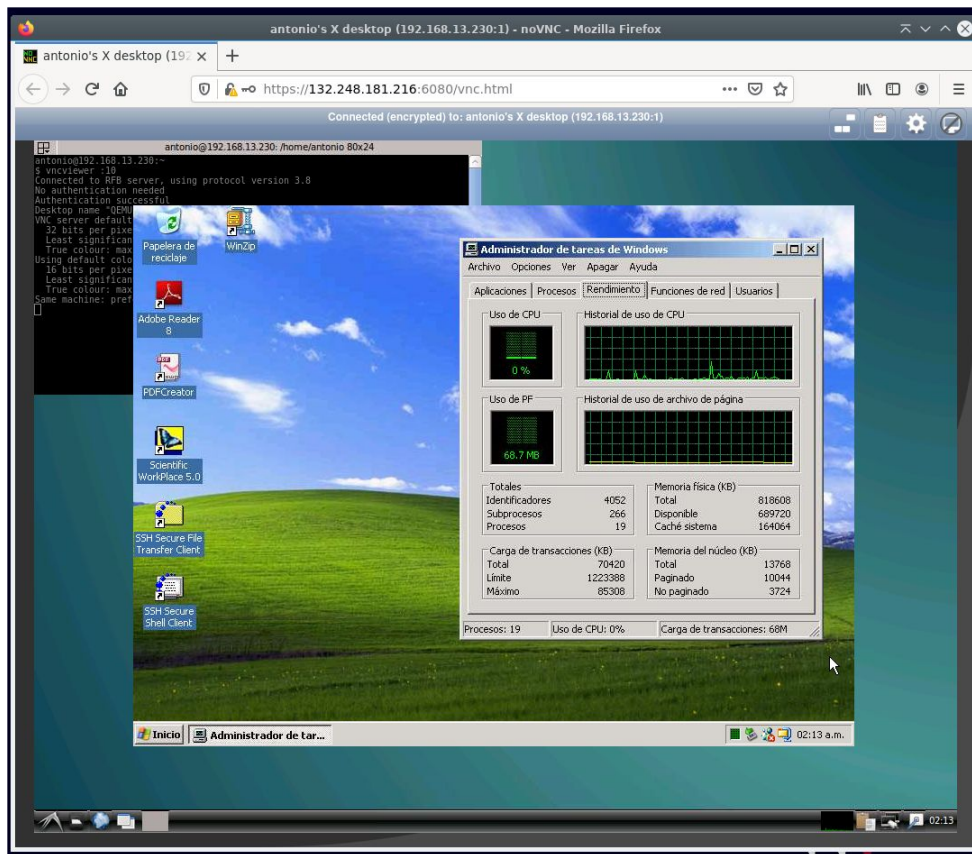 antonio's X desktop (192.168.13.230:1) - noVNC - Mozilla Firefox
antonio's X desktop (192
https://132.248.181.216:6080/vnc.html
Connected (encrypted) to: antonio's X desktop (192.168.13.230:1)
antonio@192.168.13.230: /home/antonio 80x24
antonio@192.168.13.230:~
$ vncviewer :10
Connected to RFB server, using protocol version 3.8
No authentication needed
Authentication successful
Desktop name "QEMU
VNC server default
32 bits per pixe
Least significan
True colour: max
Using default colo
16 bits per pixe
Least significan
True colour: max
Same machine: pref
Papelera de
reciclaje
WinZip
Adobe Reader
8
PDFCreator
Scientific
WorkPlace 5.0
SSH Secure File
Transfer Client
SSH Secure
Shell Client
Administrador de tareas de Windows
Archivo Opciones Ver Apagar Ayuda
Aplicaciones Procesos Rendimiento Funciones de red Usuarios
Uso de CPU
0 %
Historial de uso de CPU
Uso de PF
68.7 MB
Historial de uso de archivo de página
Totales
Identificadores 4052
Subprocesos 266
Procesos 19
Memoria física (KB)
Total 818608
Disponible 689720
Caché sistema 164064
Carga de transacciones (KB)
Total 70420
Límite 1223388
Máximo 85308
Memoria del núcleo (KB)
Total 13768
Paginado 10044
No paginado 3724
Procesos: 19 Uso de CPU: 0% Carga de transacciones: 68M
Inicio Administrador de tar... 02:13 a.m.
02:13